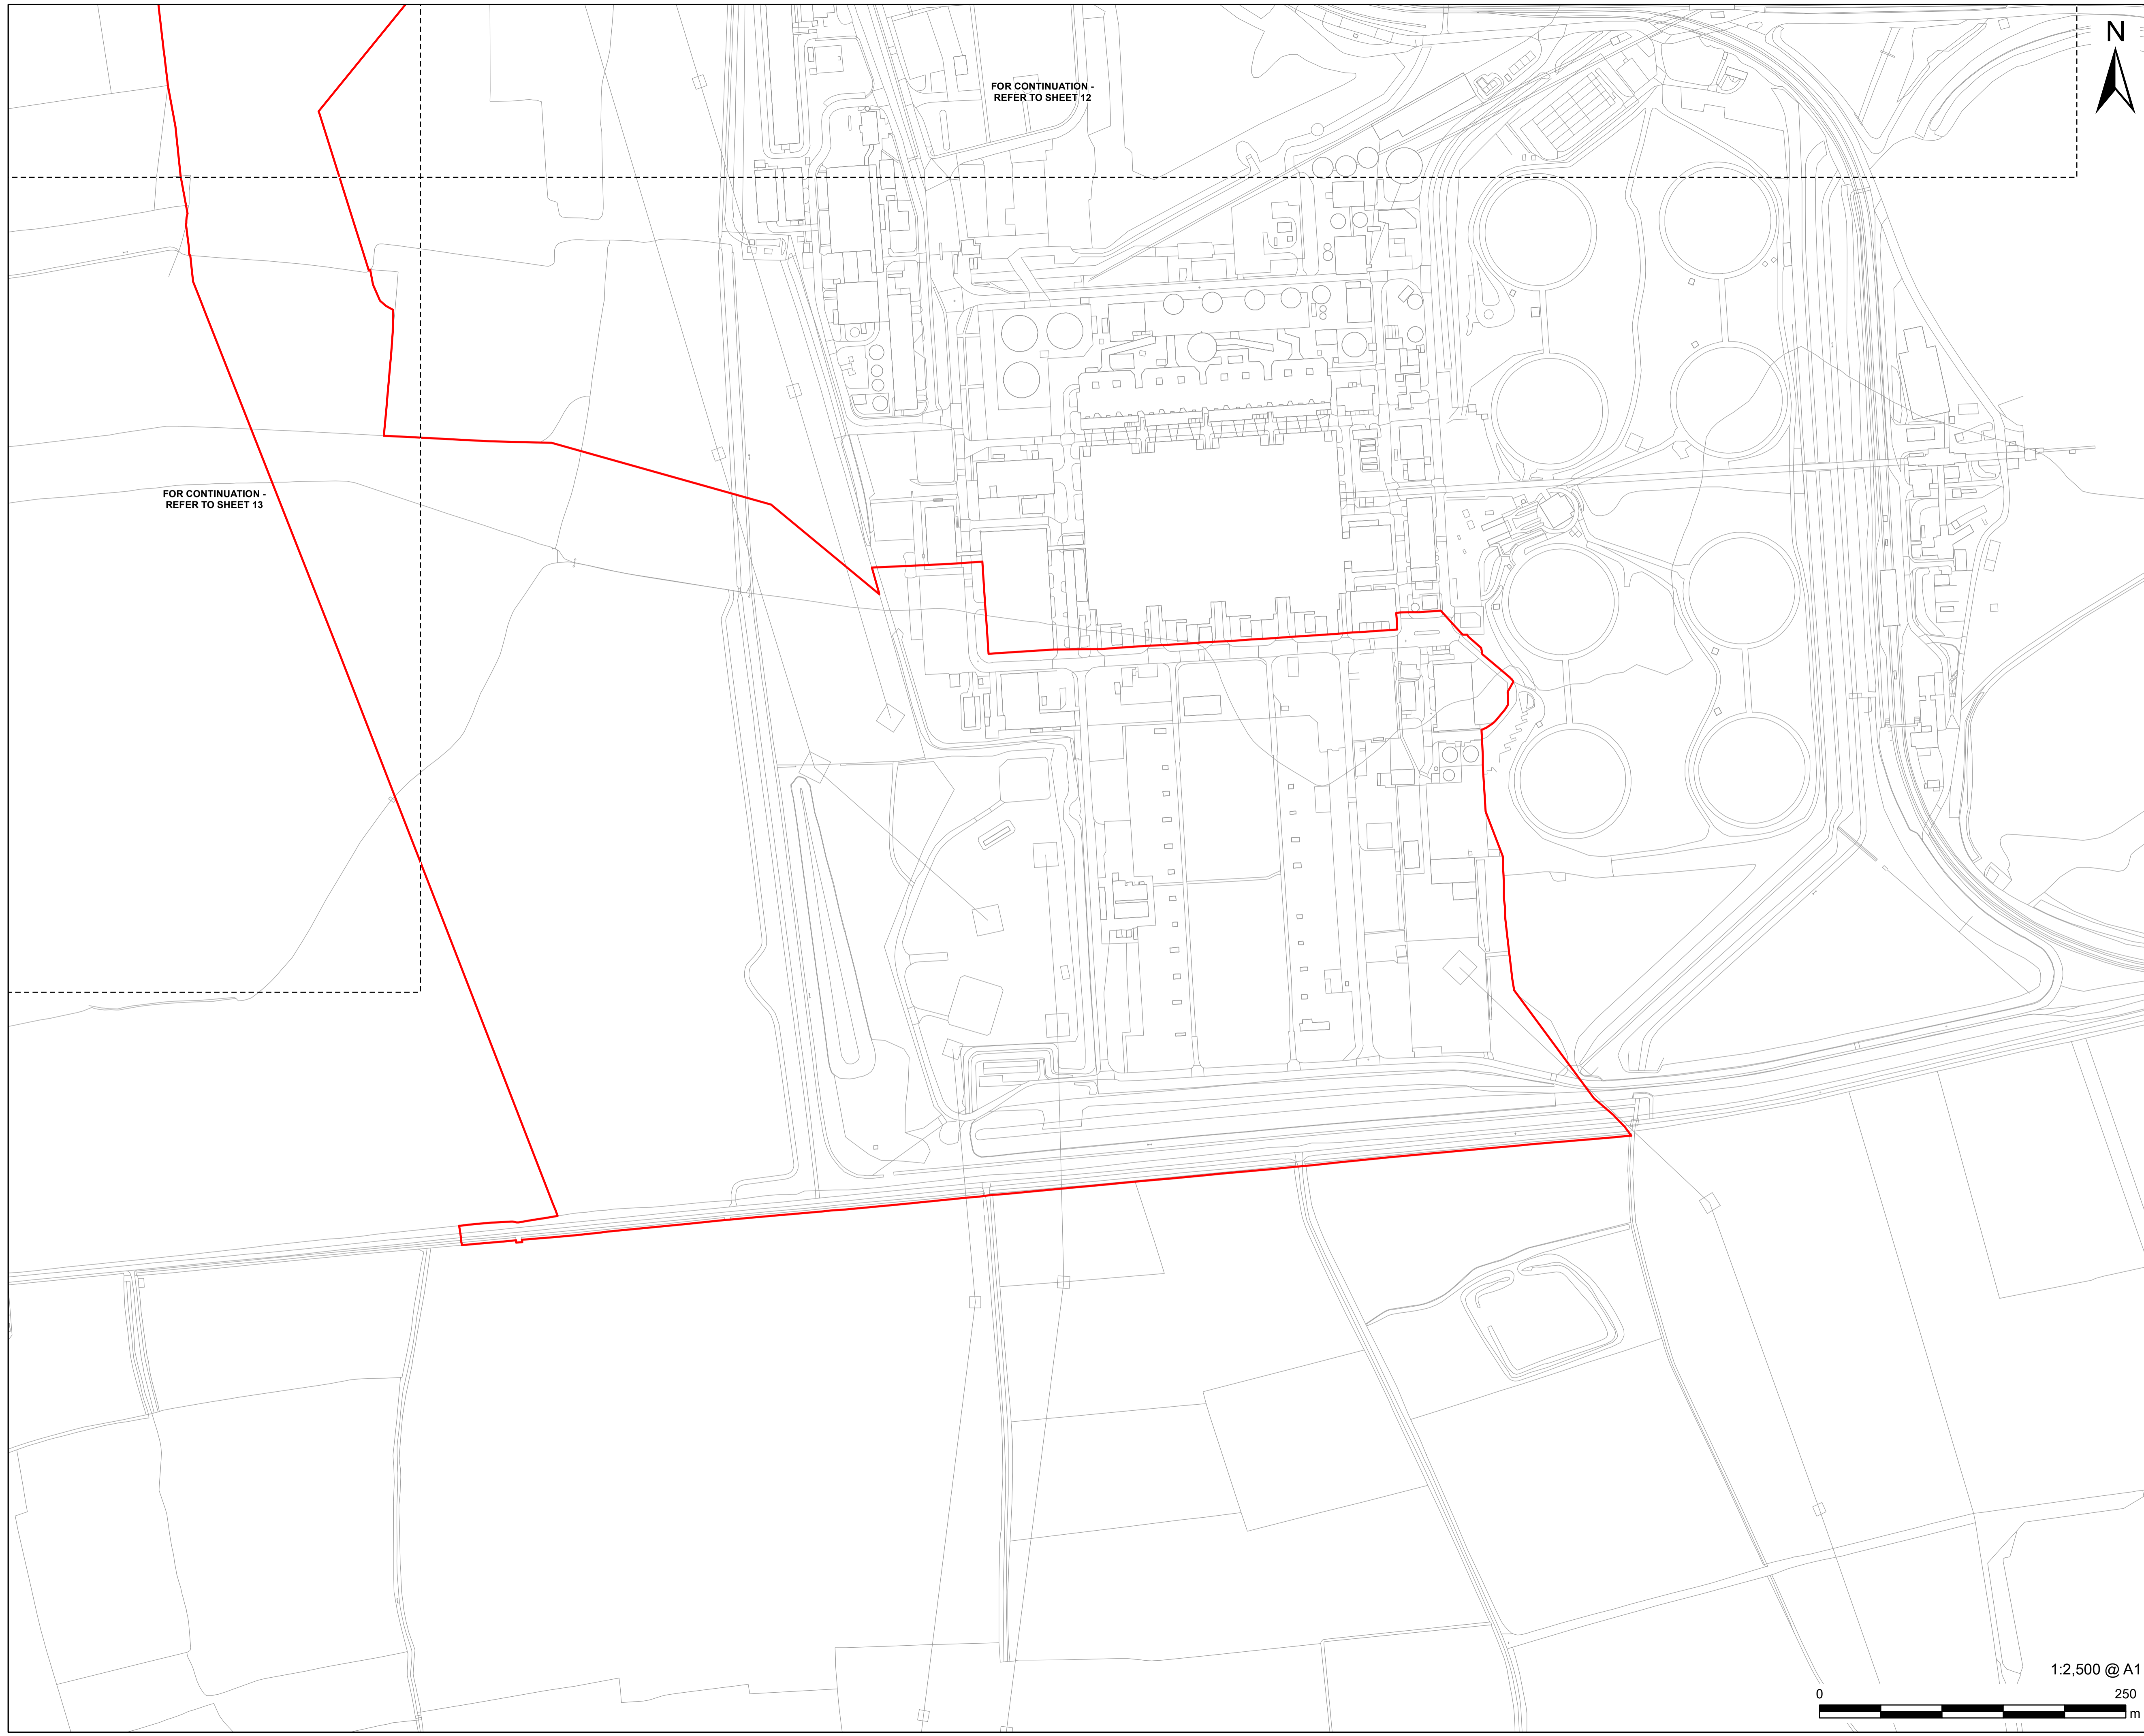 N
FOR CONTINUATION -
REFER TO SHEET 12
FOR CONTINUATION -
REFER TO SHEET 13
1:2,500 @ A1
0 250
m